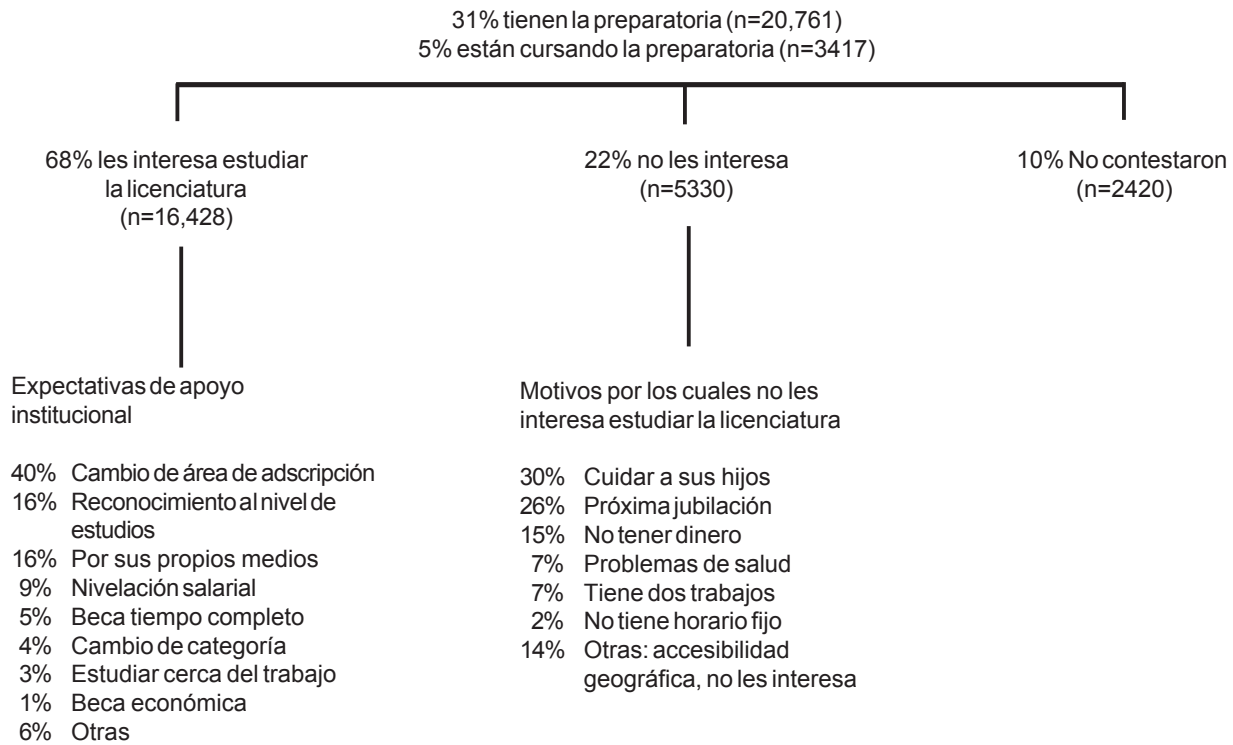 31% tienen la preparatoria (n=20,761)
5% están cursando la preparatoria (n=3417)
68% les interesa estudiar
la licenciatura
(n=16,428)
22% no les interesa
(n=5330)
10% No contestaron
(n=2420)
Expectativas de apoyo
institucional
40% Cambio de área de adscripción
16% Reconocimiento al nivel de
estudios
16% Por sus propios medios
9% Nivelación salarial
5% Beca tiempo completo
4% Cambio de categoría
3% Estudiar cerca del trabajo
1% Beca económica
6% Otras
Motivos por los cuales no les
interesa estudiar la licenciatura
30% Cuidar a sus hijos
26% Próxima jubilación
15% No tener dinero
7% Problemas de salud
7% Tiene dos trabajos
2% No tiene horario fijo
14% Otras: accesibilidad
geográfica, no les interesa